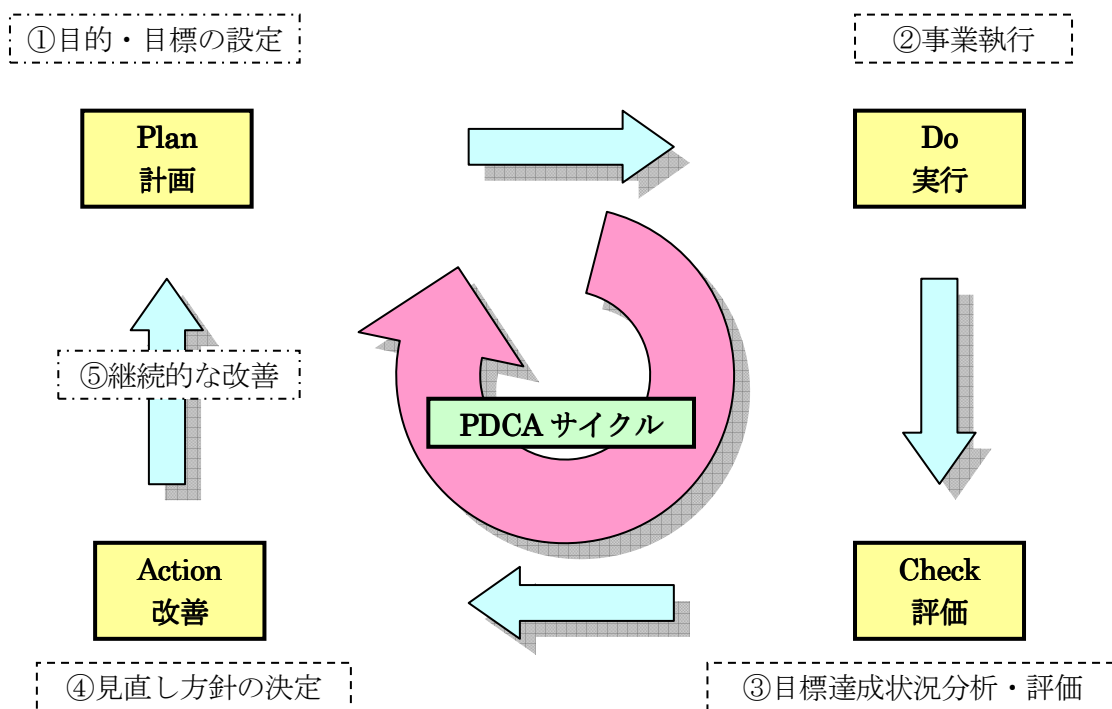 ①目的・目標の設定
②事業執行
Plan
計画
Do
実行
⑤継続的な改善
PDCA サイクル
Action
改善
Check
評価
④見直し方針の決定
③目標達成状況分析・評価